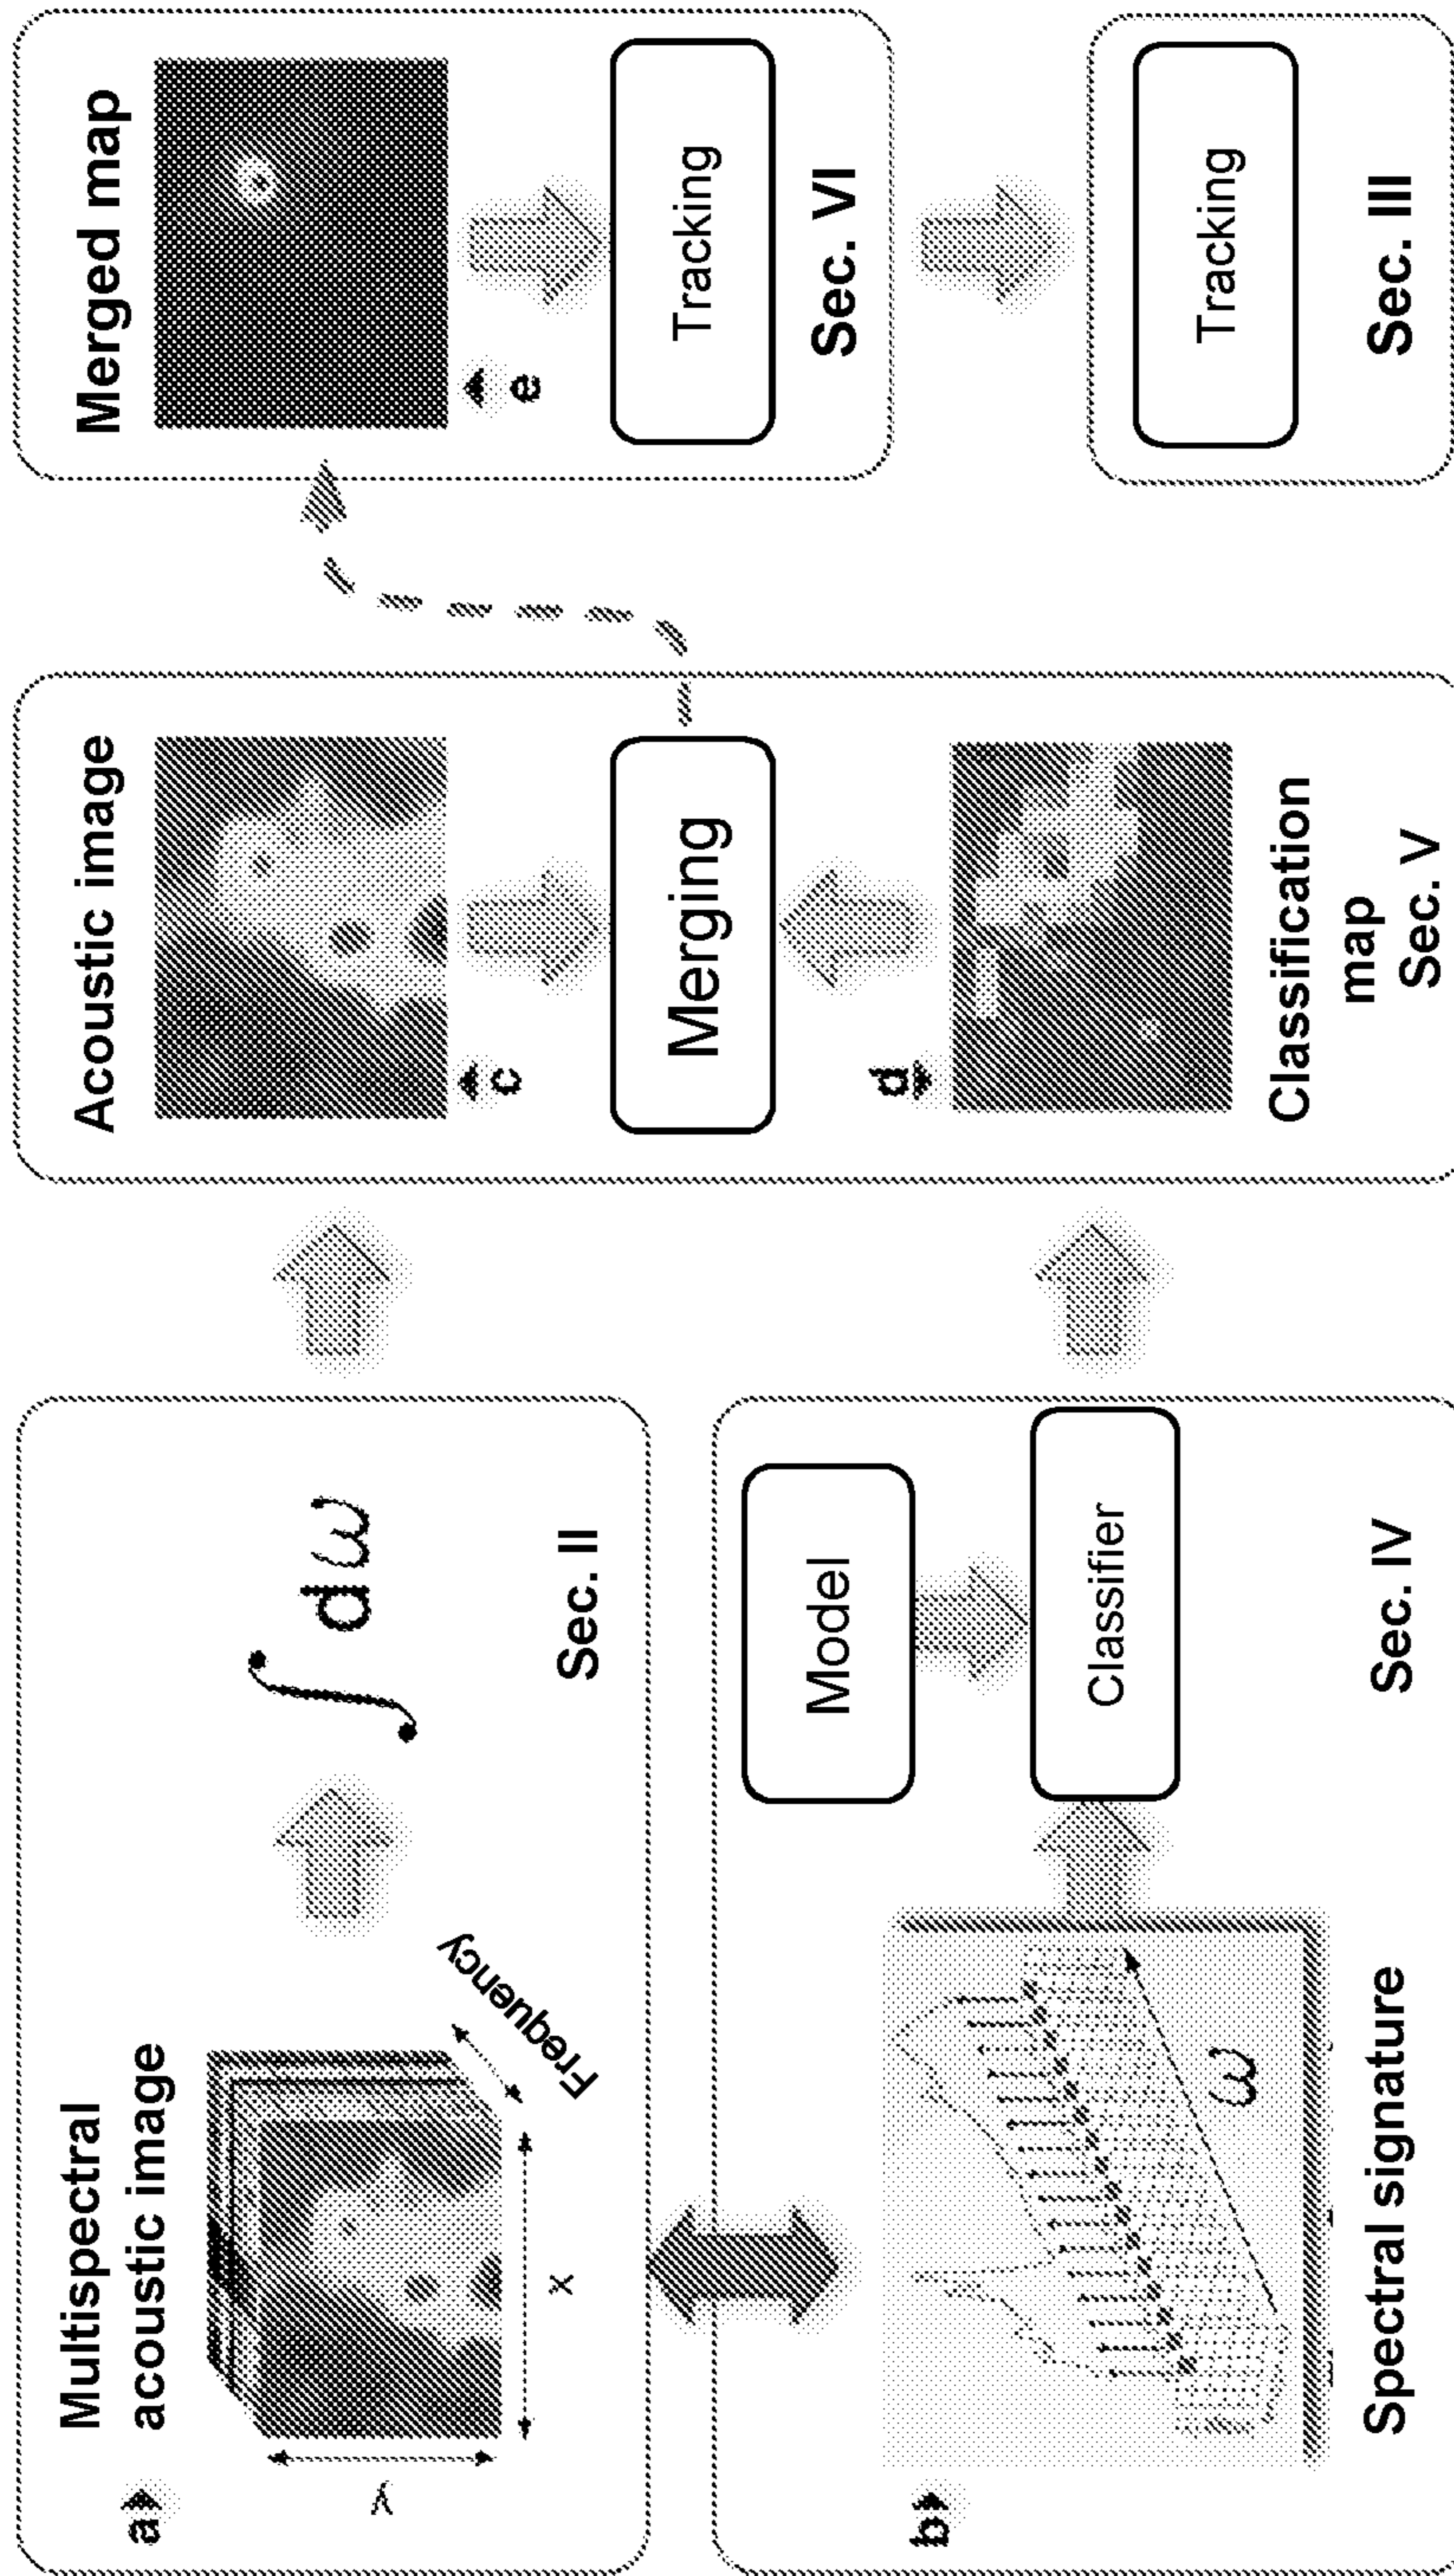 a
Multispectral
acoustic image
y
x
Frequency
∫ dω
Sec. II
b
Spectral signature
ω
Model
Classifier
Sec. IV
Acoustic image
c
Merging
d
Classification
map
Sec. V
Merged map
e
Tracking
Sec. VI
Tracking
Sec. III